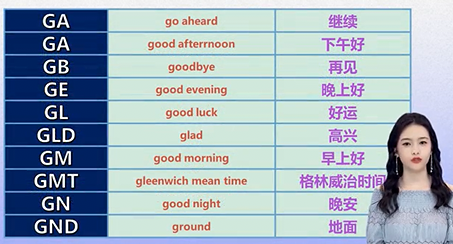 GA go aheard 继续
GA good afterrnoon 下午好
GB goodbye 再见
GE good evening 晚上好
GL good luck 好运
GLD glad 高兴
GM good morning 早上好
GMT gleenwich mean time 格林威治时间
GN good night 晚安
GND ground 地面